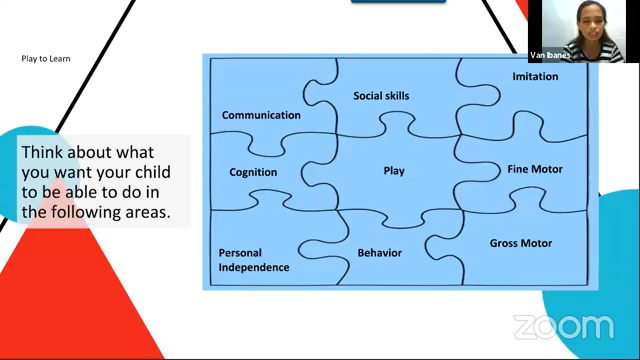 Van Ibanes
Play to Learn
Think about what
you want your child
to be able to do in
the following areas.
Communication
Social skills
Imitation
Cognition
Play
Fine Motor
Personal
Independence
Behavior
Gross Motor
zoom